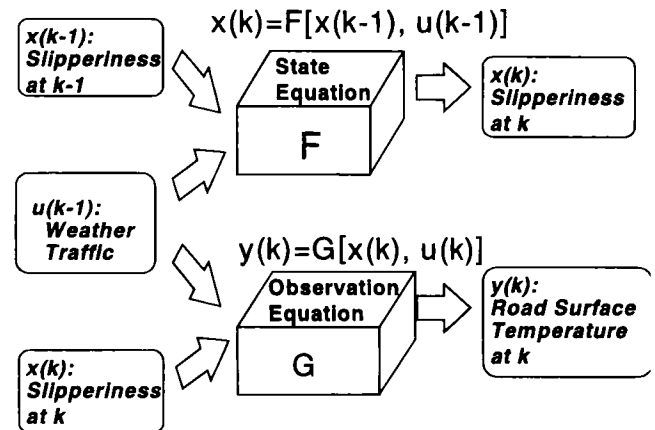 x(k)=F[x(k-1), u(k-1)]
x(k-1):
Slipperiness
at k-1
State
Equation
F
x(k):
Slipperiness
at k
u(k-1):
Weather
Traffic
y(k)=G[x(k), u(k)]
Observation
Equation
G
y(k):
Road Surface
Temperature
at k
x(k):
Slipperiness
at k